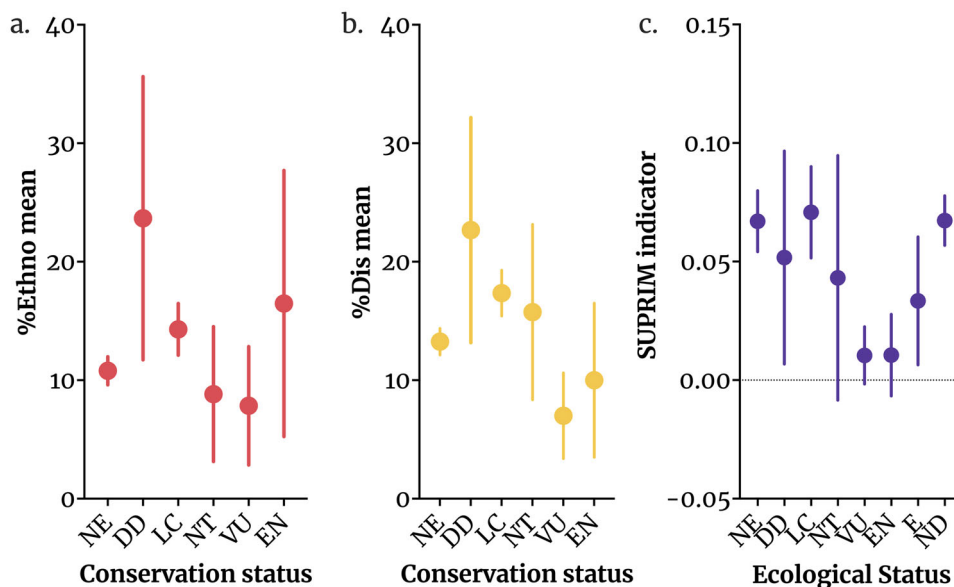 a.
%Ethno mean
40
30
20
10
0
NE
DD
LC
NT
VU
EN
Conservation status
b.
%Dis mean
40
30
20
10
0
NE
DD
LC
NT
VU
EN
Conservation status
c.
SUPRIM indicator
0.15
0.10
0.05
0.00
-0.05
NE
DD
LC
NT
VU
EN
E
ND
Ecological Status